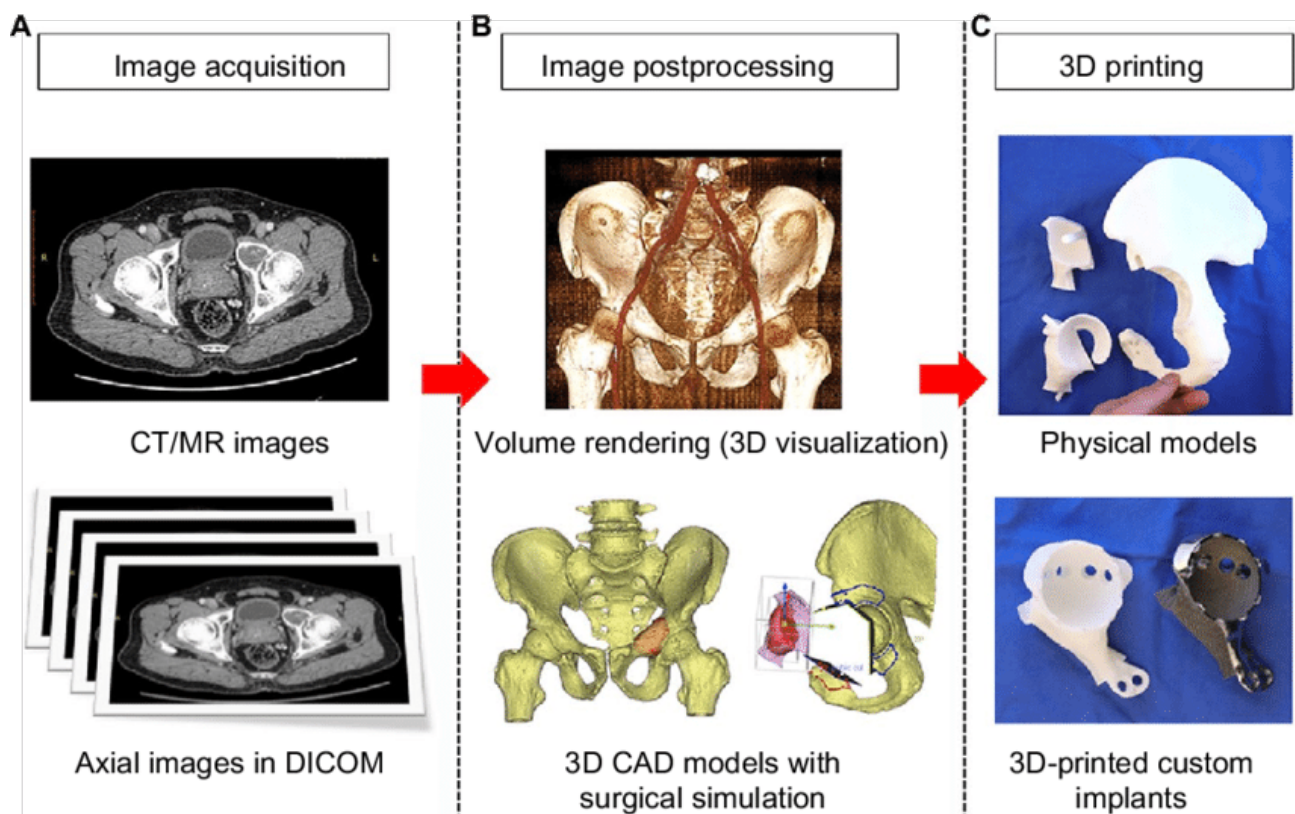 A
Image acquisition
R
L
CT/MR images
Axial images in DICOM
B
Image postprocessing
Volume rendering (3D visualization)
3D CAD models with
surgical simulation
C
3D printing
Physical models
3D-printed custom
implants